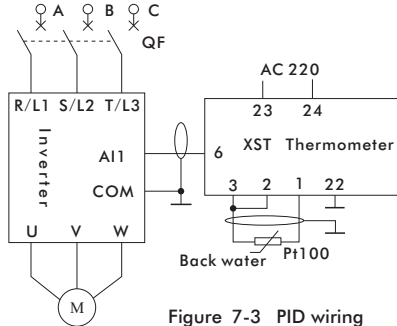 A B C
QF
AC 220
R/L1 S/L2 T/L3
23 24
Inverter
AI1
6
XST Thermometer
COM
3 2 1 22
U V W
Back water
Pt100
M
Figure 7-3 PID wiring